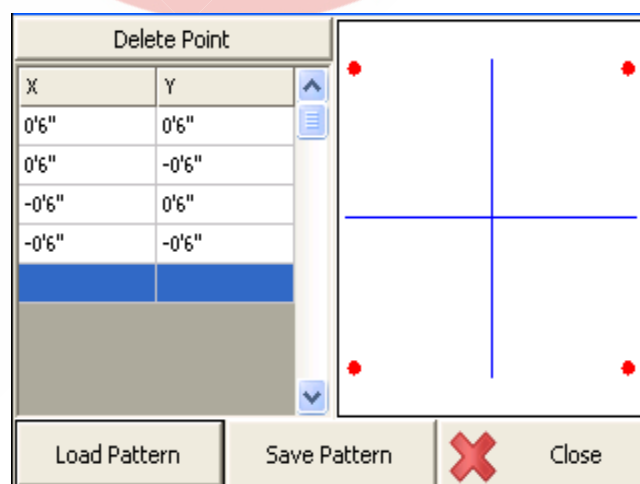 Delete Point
X Y
0'6" 0'6"
0'6" -0'6"
-0'6" 0'6"
-0'6" -0'6"
Load Pattern Save Pattern Close